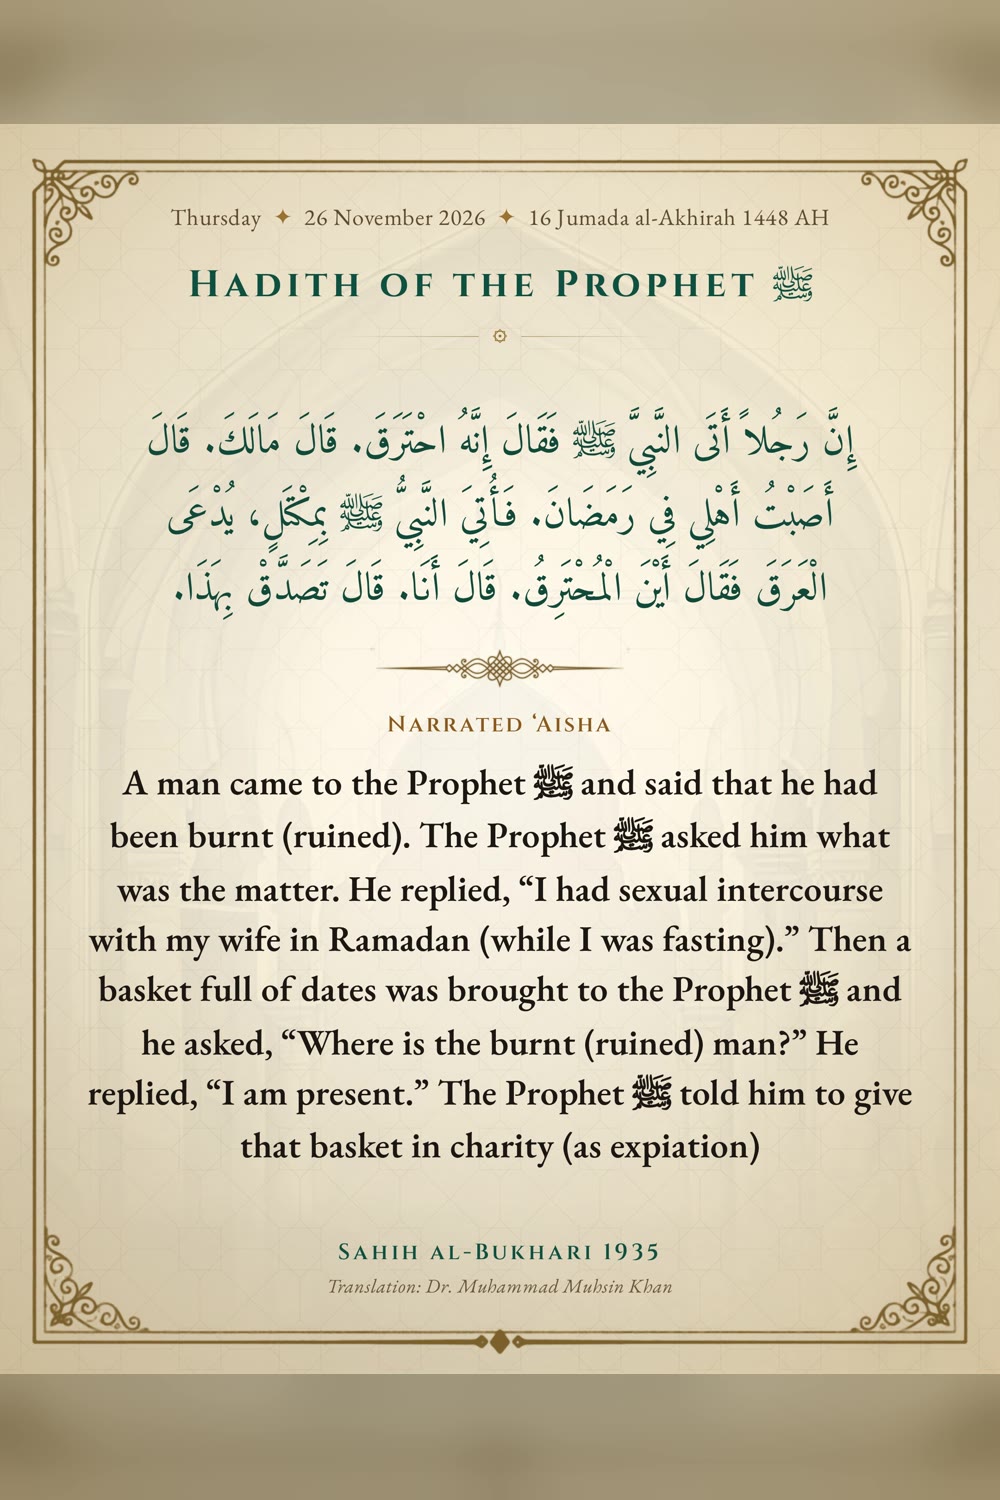 Thursday ✦ 26 November 2026 ✦ 16 Jumada al-Akhirah 1448 AH
HADITH OF THE PROPHET ﷺ
إِنَّ رَجُلاً أَتَى النَّبِيَّ ﷺ فَقَالَ إِنَّهُ احْتَرَقَ. قَالَ مَالَكَ. قَالَ
أَصَبْتُ أَهْلِي فِي رَمَضَانَ. فَأُتِيَ النَّبِيُّ ﷺ بِمِكْتَلٍ، يُدْعَى
الْعَرَقَ فَقَالَ أَيْنَ الْمُحْتَرِقُ. قَالَ أَنَا. قَالَ تَصَدَّقْ بِهَذَا.
NARRATED ‘AISHA
A man came to the Prophet ﷺ and said that he had
been burnt (ruined). The Prophet ﷺ asked him what
was the matter. He replied, “I had sexual intercourse
with my wife in Ramadan (while I was fasting).” Then a
basket full of dates was brought to the Prophet ﷺ and
he asked, “Where is the burnt (ruined) man?” He
replied, “I am present.” The Prophet ﷺ told him to give
that basket in charity (as expiation)
SAHIH AL-BUKHARI 1935
Translation: Dr. Muhammad Muhsin Khan